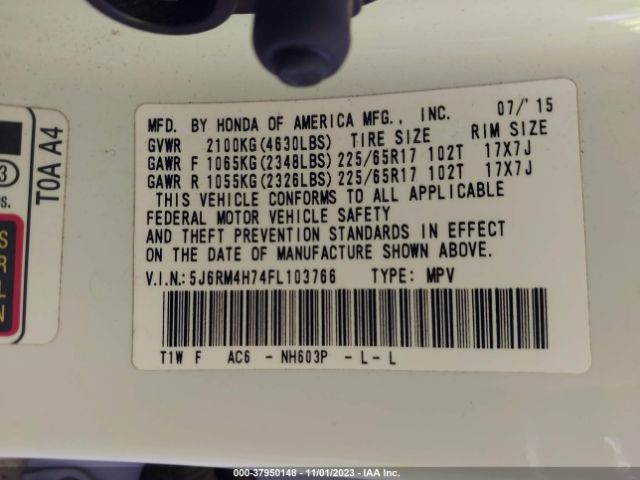 MFD. BY HONDA OF AMERICA MFG., INC. 07/'15
GVWR 2100KG(4630LBS) TIRE SIZE RIM SIZE
GAWR F 1065KG(2348LBS) 225/65R17 102T 17X7J
GAWR R 1055KG(2326LBS) 225/65R17 102T 17X7J
THIS VEHICLE CONFORMS TO ALL APPLICABLE
FEDERAL MOTOR VEHICLE SAFETY
AND THEFT PREVENTION STANDARDS IN EFFECT
ON THE DATE OF MANUFACTURE SHOWN ABOVE.
V.I.N.: 5J6RM4H74FL103766 TYPE: MPV
T1W F AC6 - NH603P - L - L
T0A A4
000-37950148 - 11/01/2023 - IAAI.COM